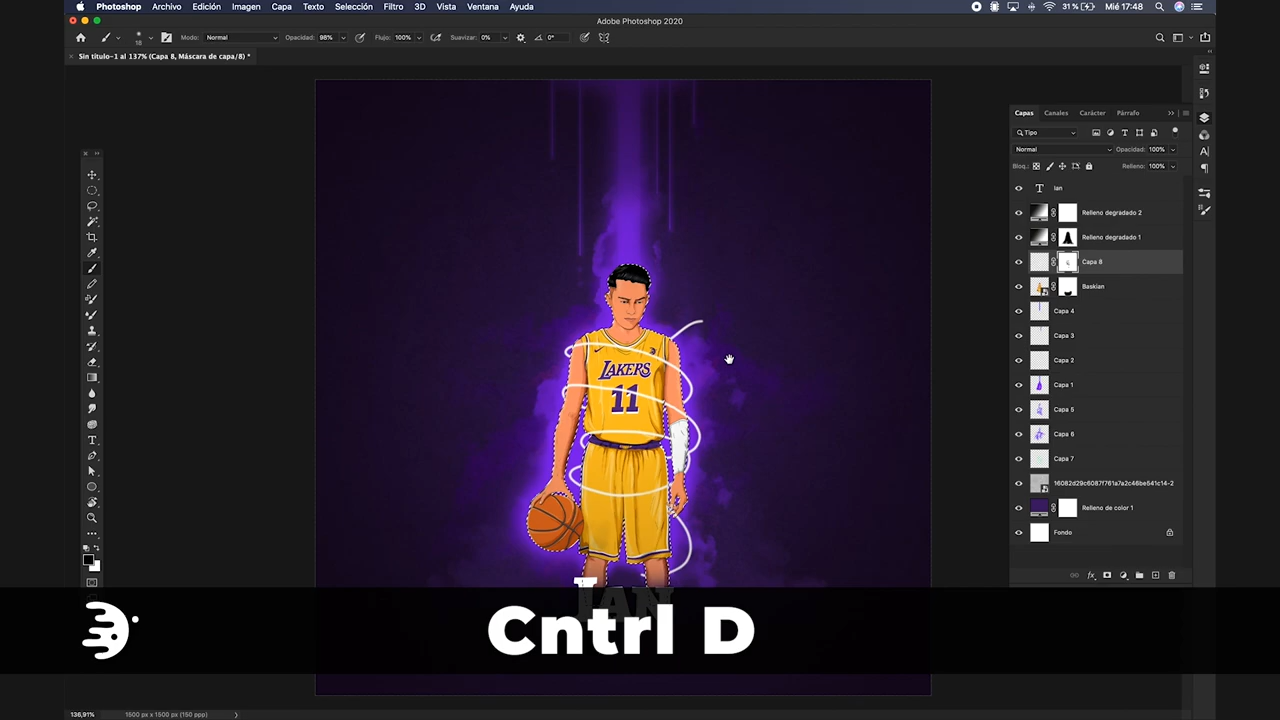 Photoshop Archivo Edición Imagen Capa Texto Selección Filtro 3D Vista Ventana Ayuda 31 % Mié 17:48
Adobe Photoshop 2020
18 Modo: Normal Opacidad: 98% Flujo: 100% Suavizar: 0% 0°
Sin título-1 al 137% (Capa 8, Máscara de capa/8) *
Capas Canales Carácter Párrafo
Tipo
Normal Opacidad: 100%
Bloq.: Relleno: 100%
Ian
Relleno degradado 2
Relleno degradado 1
Capa 8
Baskian
Capa 4
Capa 3
Capa 2
Capa 1
Capa 5
Capa 6
Capa 7
16082d29c6087f761a7a2c46be541c14-2
Relleno de color 1
Fondo
LAKERS
11
IAN
Cntrl D
136,91% 1500 px x 1500 px (150 ppp)